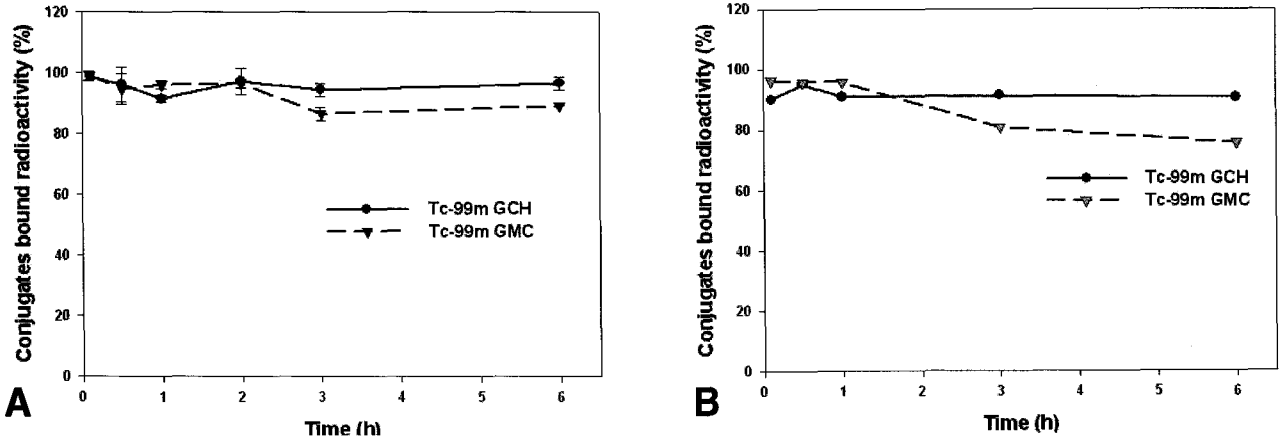 120
100
80
60
40
20
0
Conjugates bound radioactivity (%)
Tc-99m GCH
Tc-99m GMC
0 1 2 3 4 5 6
Time (h)
A
120
100
80
60
40
20
0
Conjugates bound radioactivity (%)
Tc-99m GCH
Tc-99m GMC
0 1 2 3 4 5 6
Time (h)
B